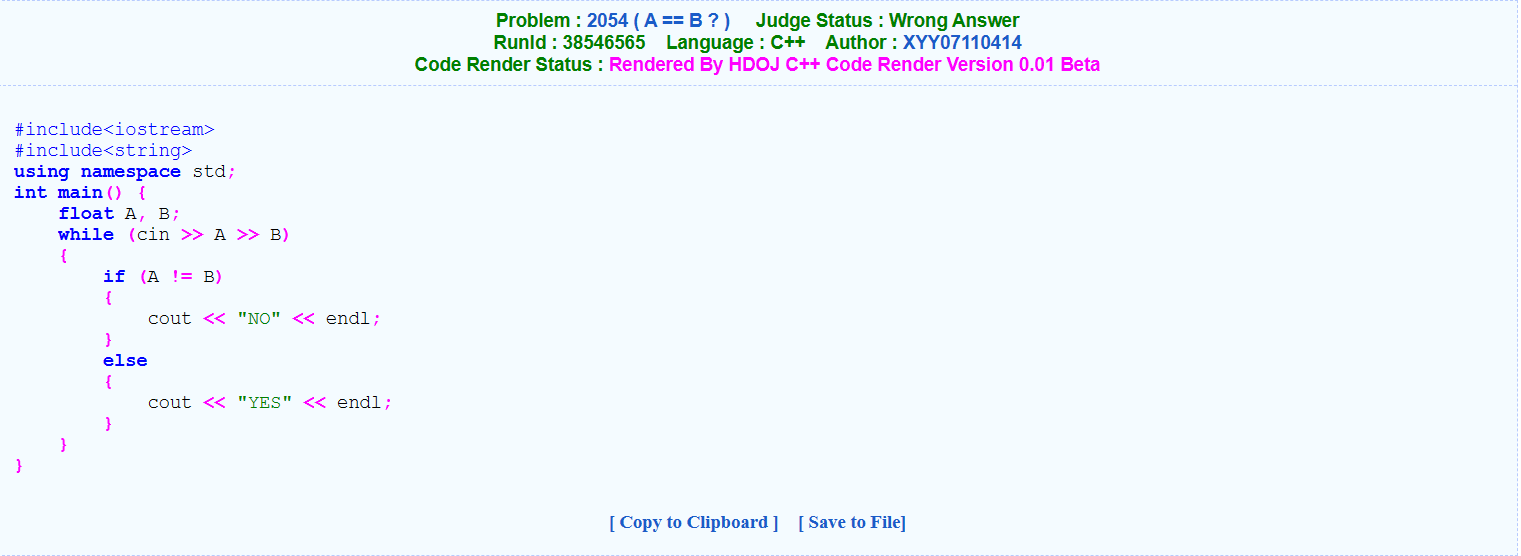 Problem : 2054 ( A == B ? )     Judge Status : Wrong Answer
RunId : 38546565    Language : C++    Author : XYY07110414
Code Render Status : Rendered By HDOJ C++ Code Render Version 0.01 Beta
#include<iostream>
#include<string>
using namespace std;
int main() {
    float A, B;
    while (cin >> A >> B)
    {
        if (A != B)
        {
            cout << "NO" << endl;
        }
        else
        {
            cout << "YES" << endl;
        }
    }
}
[ Copy to Clipboard ]    [ Save to File]